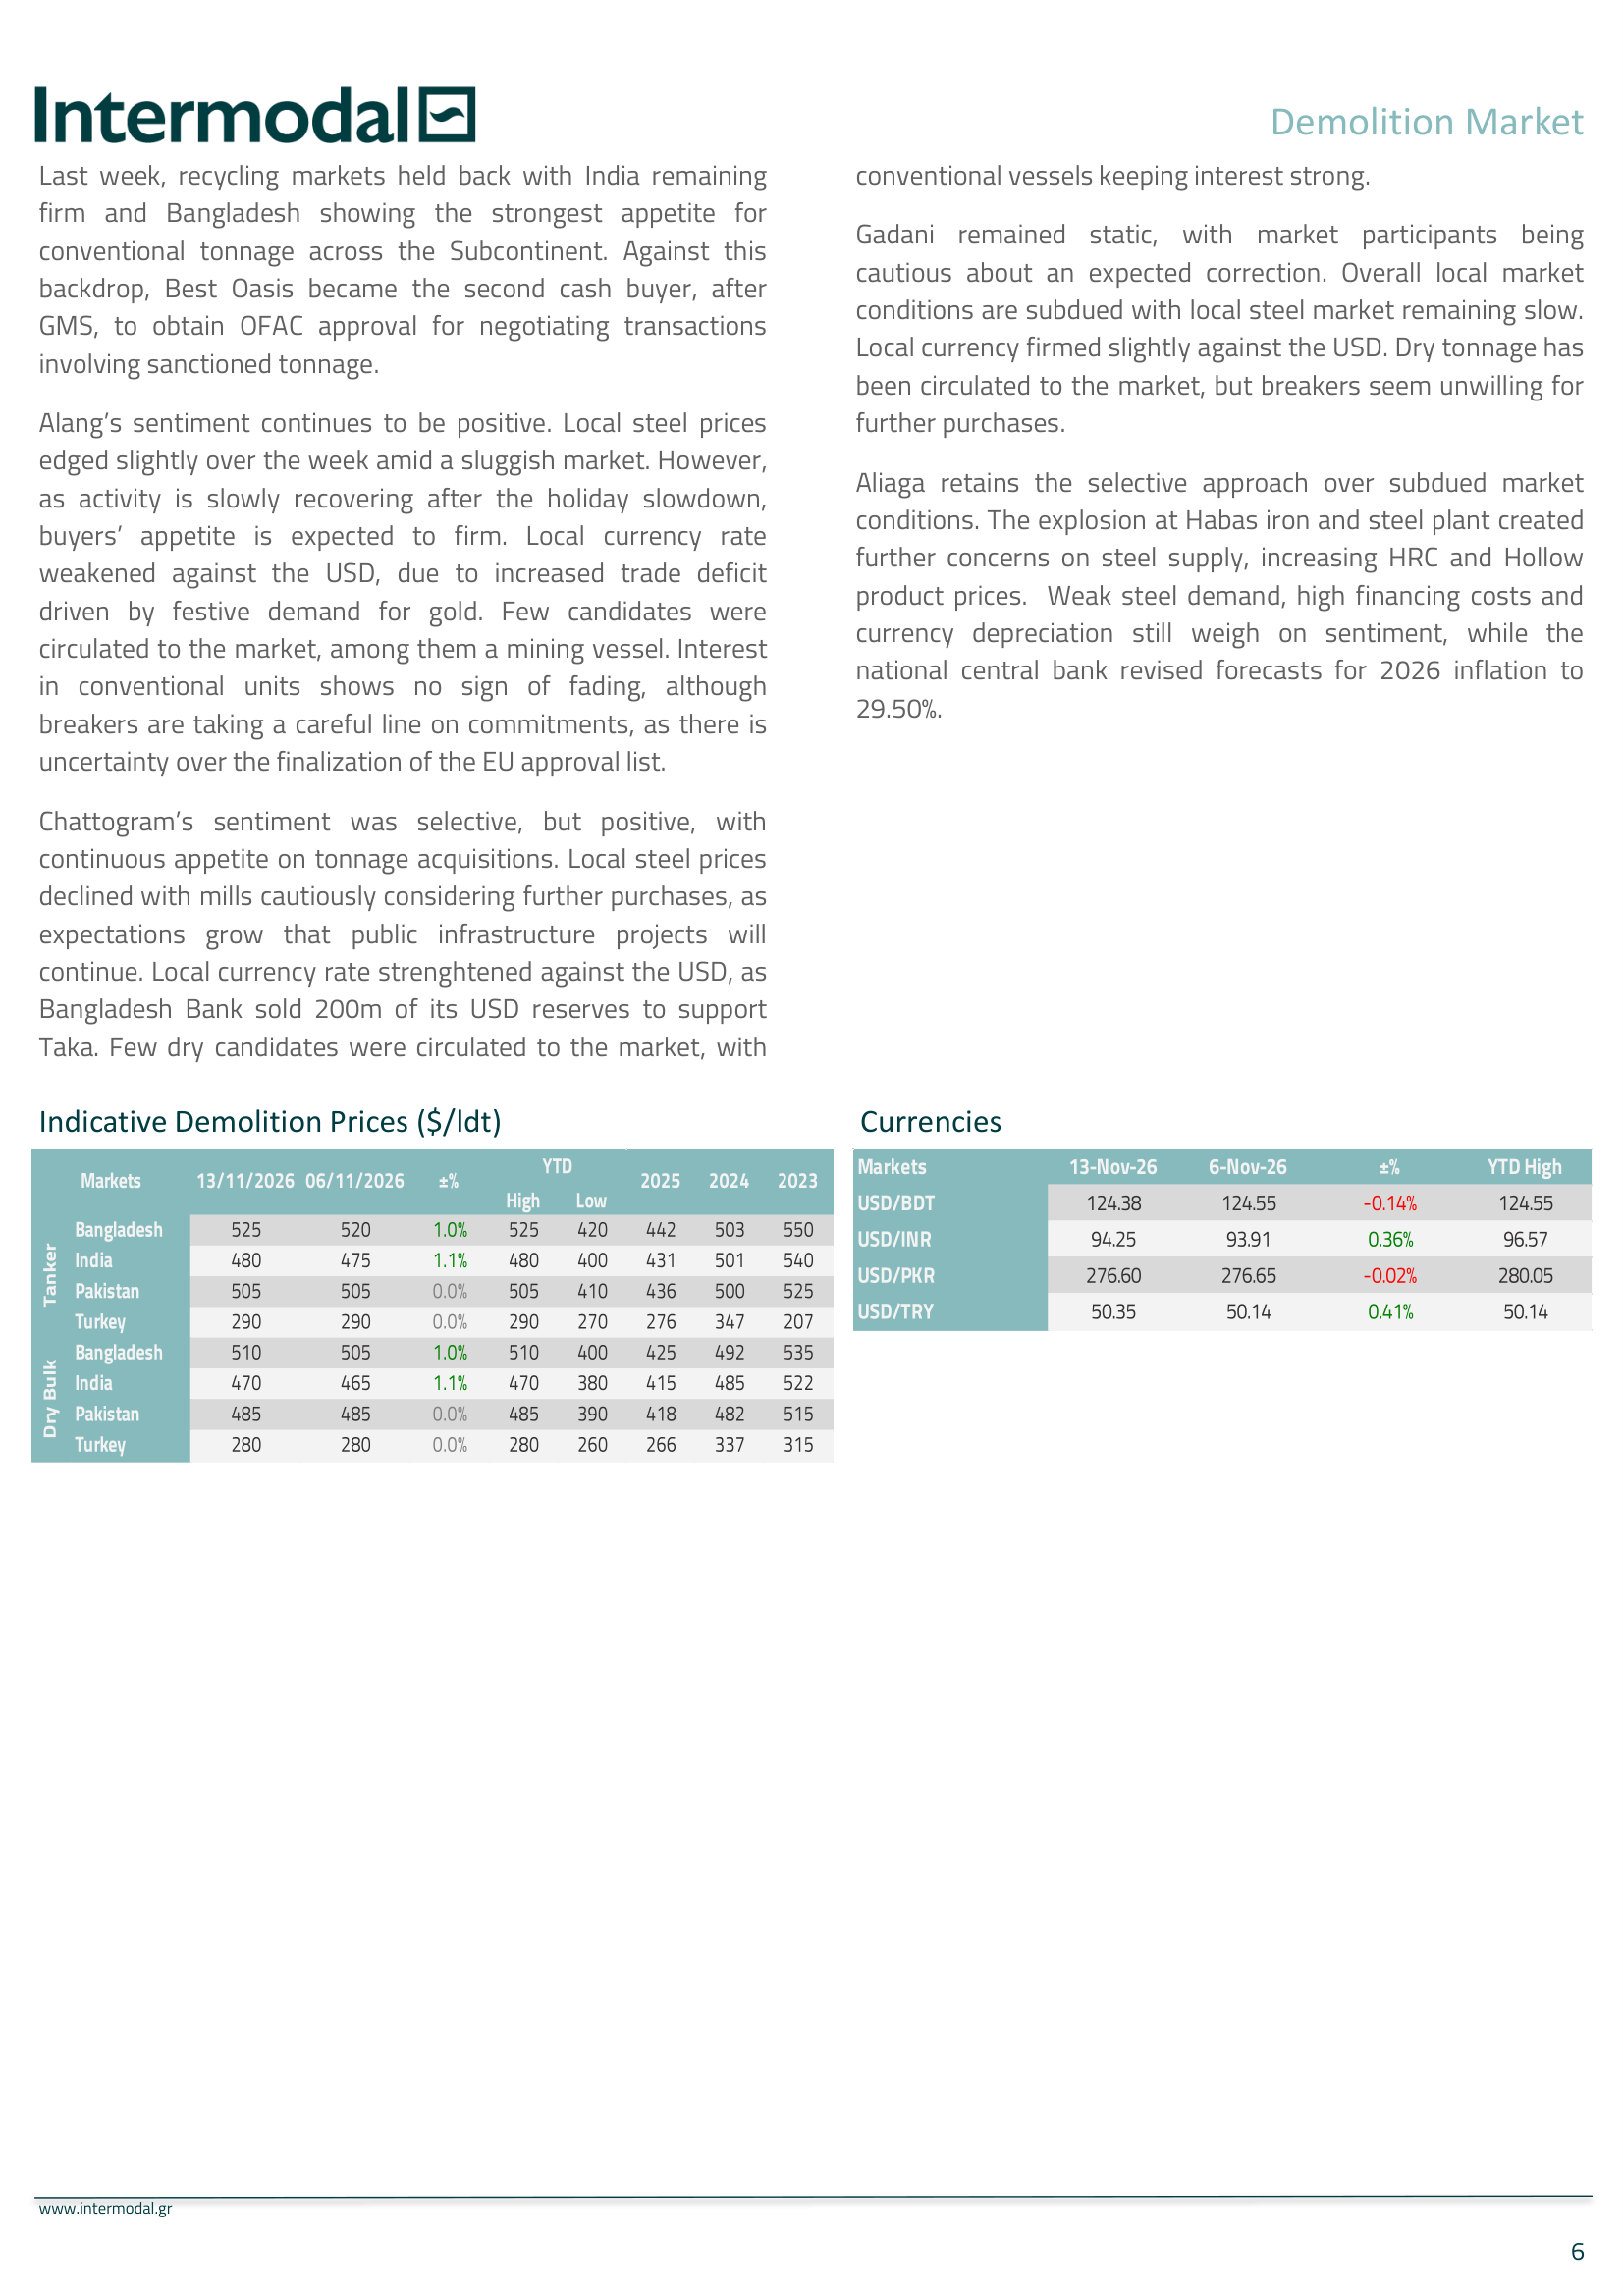 Intermodal
Demolition Market
Last week, recycling markets held back with India remaining
firm and Bangladesh showing the strongest appetite for
conventional tonnage across the Subcontinent. Against this
backdrop, Best Oasis became the second cash buyer, after
GMS, to obtain OFAC approval for negotiating transactions
involving sanctioned tonnage.
Alang’s sentiment continues to be positive. Local steel prices
edged slightly over the week amid a sluggish market. However,
as activity is slowly recovering after the holiday slowdown,
buyers’ appetite is expected to firm. Local currency rate
weakened against the USD, due to increased trade deficit
driven by festive demand for gold. Few candidates were
circulated to the market, among them a mining vessel. Interest
in conventional units shows no sign of fading, although
breakers are taking a careful line on commitments, as there is
uncertainty over the finalization of the EU approval list.
Chattogram’s sentiment was selective, but positive, with
continuous appetite on tonnage acquisitions. Local steel prices
declined with mills cautiously considering further purchases, as
expectations grow that public infrastructure projects will
continue. Local currency rate strenghtened against the USD, as
Bangladesh Bank sold 200m of its USD reserves to support
Taka. Few dry candidates were circulated to the market, with
conventional vessels keeping interest strong.
Gadani remained static, with market participants being
cautious about an expected correction. Overall local market
conditions are subdued with local steel market remaining slow.
Local currency firmed slightly against the USD. Dry tonnage has
been circulated to the market, but breakers seem unwilling for
further purchases.
Aliaga retains the selective approach over subdued market
conditions. The explosion at Habas iron and steel plant created
further concerns on steel supply, increasing HRC and Hollow
product prices.  Weak steel demand, high financing costs and
currency depreciation still weigh on sentiment, while the
national central bank revised forecasts for 2026 inflation to
29.50%.
Indicative Demolition Prices ($/ldt)
Markets 13/11/2026 06/11/2026 ±% YTD 2025 2024 2023
High Low
Tanker
Bangladesh 525 520 1.0% 525 420 442 503 550
India 480 475 1.1% 480 400 431 501 540
Pakistan 505 505 0.0% 505 410 436 500 525
Turkey 290 290 0.0% 290 270 276 347 207
Dry Bulk
Bangladesh 510 505 1.0% 510 400 425 492 535
India 470 465 1.1% 470 380 415 485 522
Pakistan 485 485 0.0% 485 390 418 482 515
Turkey 280 280 0.0% 280 260 266 337 315
Currencies
Markets 13-Nov-26 6-Nov-26 ±% YTD High
USD/BDT 124.38 124.55 -0.14% 124.55
USD/INR 94.25 93.91 0.36% 96.57
USD/PKR 276.60 276.65 -0.02% 280.05
USD/TRY 50.35 50.14 0.41% 50.14
www.intermodal.gr
6